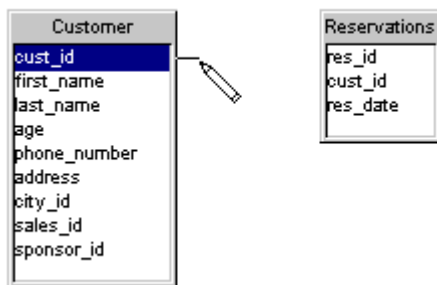 Customer
cust_id
first_name
last_name
age
phone_number
address
city_id
sales_id
sponsor_id
Reservations
res_id
cust_id
res_date